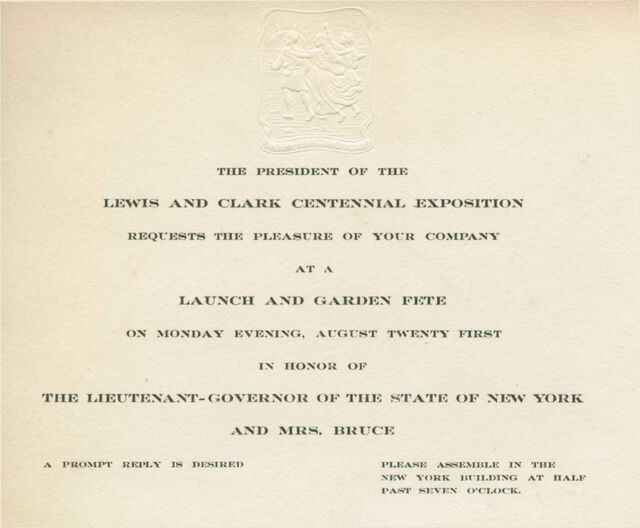 THE PRESIDENT OF THE
LEWIS AND CLARK CENTENNIAL EXPOSITION
REQUESTS THE PLEASURE OF YOUR COMPANY
AT A
LAUNCH AND GARDEN FETE
ON MONDAY EVENING, AUGUST TWENTY FIRST
IN HONOR OF
THE LIEUTENANT-GOVERNOR OF THE STATE OF NEW YORK
AND MRS. BRUCE
A PROMPT REPLY IS DESIRED
PLEASE ASSEMBLE IN THE
NEW YORK BUILDING AT HALF
PAST SEVEN O'CLOCK.